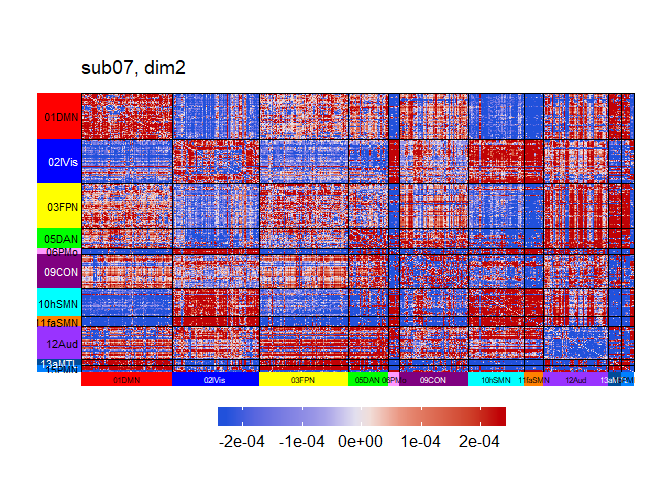 sub07, dim2
01DMN
02lVis
03FPN
05DAN
06PMo
09CON
10hSMN
11faSMN
12Aud
13aMTL
01DMN 02lVis 03FPN 05DAN 06PMo 09CON 10hSMN 11faSMN 12Aud
-2e-04 -1e-04 0e+00 1e-04 2e-04